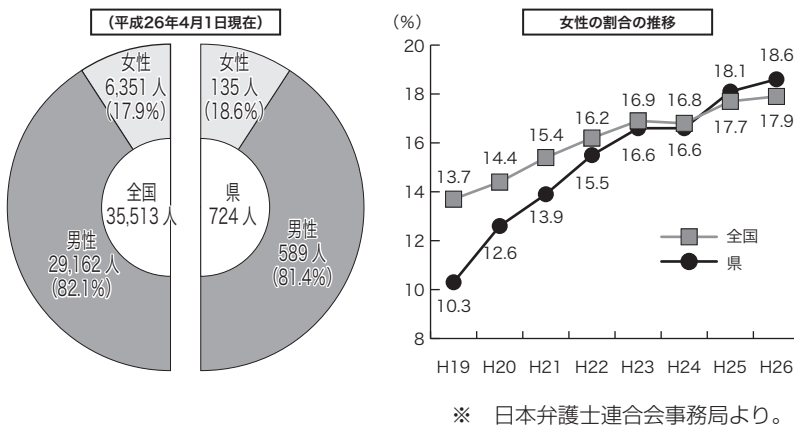 （平成26年4月1日現在）
女性
6,351 人
(17.9%)
女性
135 人
(18.6%)
全国
35,513 人
県
724 人
男性
29,162 人
(82.1%)
男性
589 人
(81.4%)
女性の割合の推移
（%）
20
18
16
14
12
10
8
13.7
14.4
15.4
16.2
16.9
16.8
17.7
17.9
10.3
12.6
13.9
15.5
16.6
16.6
18.1
18.6
全国
県
H19 H20 H21 H22 H23 H24 H25 H26
※　日本弁護士連合会事務局より。